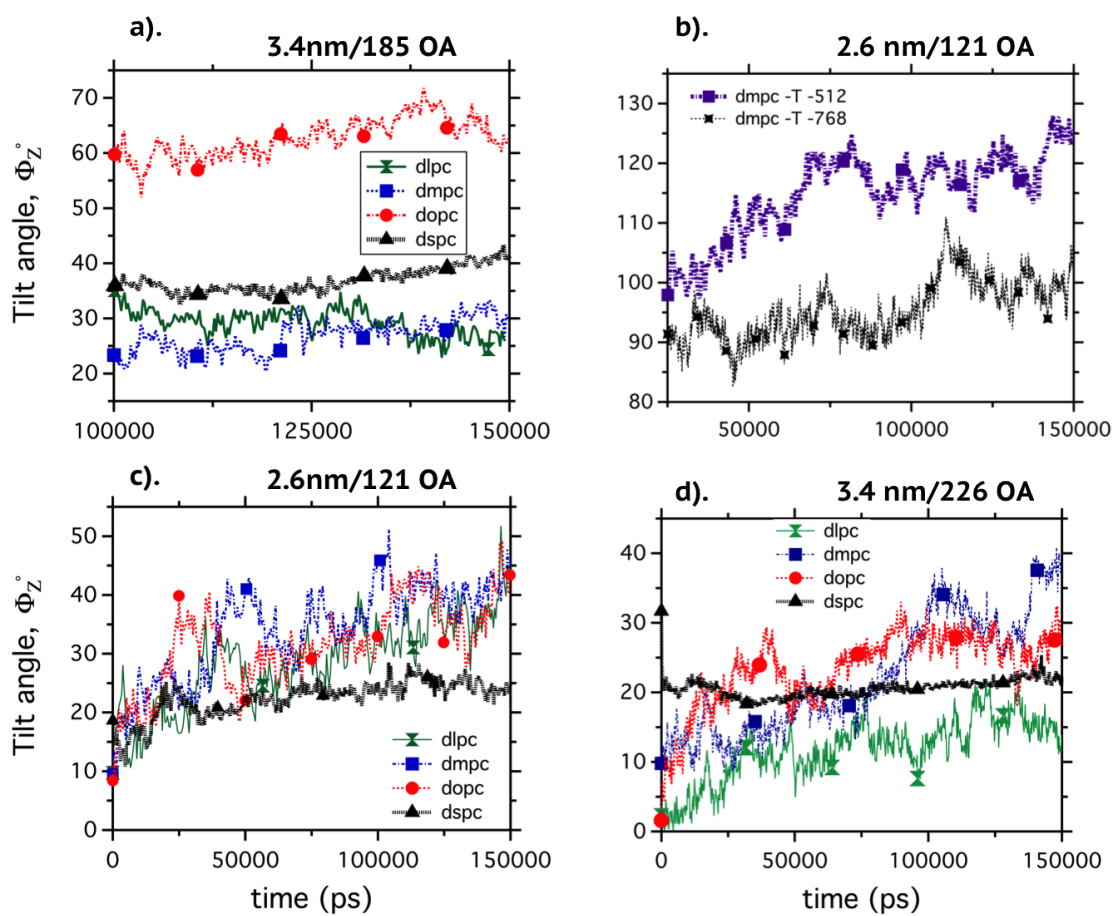 a).
3.4nm/185 OA
b).
2.6 nm/121 OA
Tilt angle, Φz°
70
60
50
40
30
20
dlpc
dmpc
dopc
dspc
100000 125000 150000
130
120
110
100
90
80
dmpc -T -512
dmpc -T -768
50000 100000 150000
c).
2.6nm/121 OA
d).
3.4 nm/226 OA
Tilt angle, Φz°
50
40
30
20
10
0
dlpc
dmpc
dopc
dspc
0 50000 100000 150000
time (ps)
40
30
20
10
0
dlpc
dmpc
dopc
dspc
0 50000 100000 150000
time (ps)